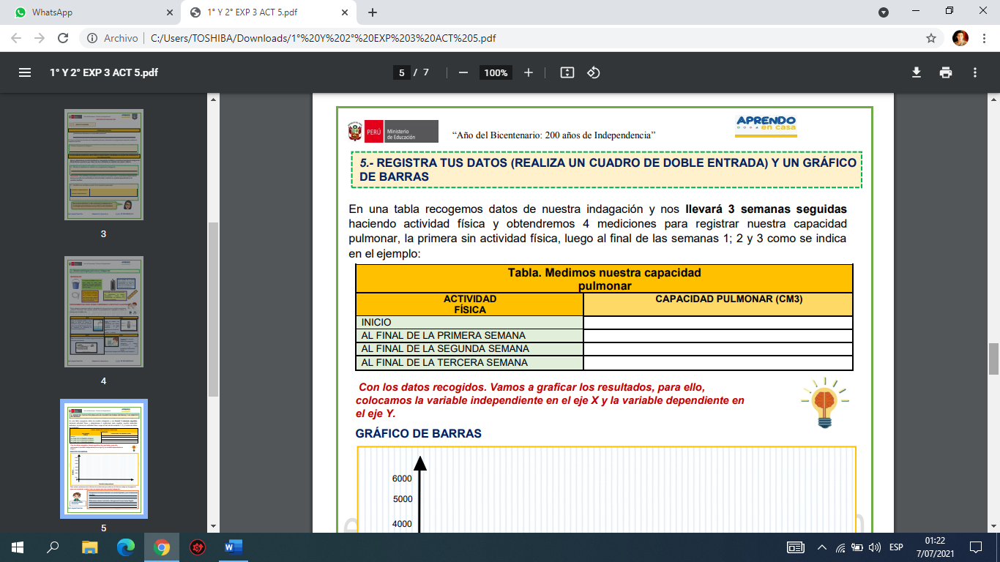 WhatsApp
1° Y 2° EXP 3 ACT 5.pdf
Archivo
C:/Users/TOSHIBA/Downloads/1°%20Y%202°%20EXP%203%20ACT%205.pdf
1° Y 2° EXP 3 ACT 5.pdf
5 / 7
100%
3
4
5
PERÚ
Ministerio
de Educación
“Año del Bicentenario: 200 años de Independencia”
APRENDO
en casa
5.- REGISTRA TUS DATOS (REALIZA UN CUADRO DE DOBLE ENTRADA) Y UN GRÁFICO
DE BARRAS
En una tabla recogemos datos de nuestra indagación y nos llevará 3 semanas seguidas
haciendo actividad física y obtendremos 4 mediciones para registrar nuestra capacidad
pulmonar, la primera sin actividad física, luego al final de las semanas 1; 2 y 3 como se indica
en el ejemplo:
Tabla. Medimos nuestra capacidad
pulmonar
ACTIVIDAD
FÍSICA
CAPACIDAD PULMONAR (CM3)
INICIO
AL FINAL DE LA PRIMERA SEMANA
AL FINAL DE LA SEGUNDA SEMANA
AL FINAL DE LA TERCERA SEMANA
Con los datos recogidos. Vamos a graficar los resultados, para ello,
colocamos la variable independiente en el eje X y la variable dependiente en
el eje Y.
GRÁFICO DE BARRAS
6000
5000
4000
ESP
01:22
7/07/2021